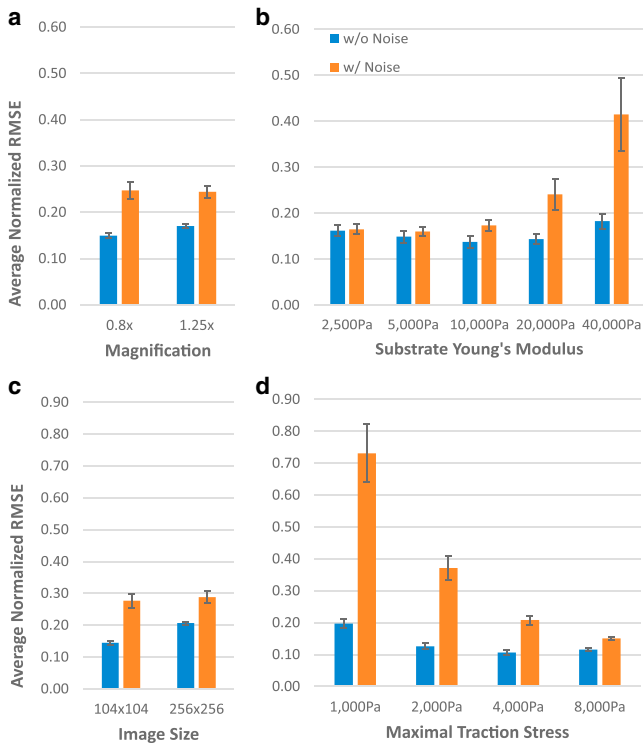 a
0.60
0.50
0.40
0.30
0.20
0.10
0.00
Average Normalized RMSE
0.8x 1.25x
Magnification
b
w/o Noise
w/ Noise
0.60
0.50
0.40
0.30
0.20
0.10
0.00
2,500Pa 5,000Pa 10,000Pa 20,000Pa 40,000Pa
Substrate Young's Modulus
c
0.90
0.80
0.70
0.60
0.50
0.40
0.30
0.20
0.10
0.00
Average Normalized RMSE
104x104 256x256
Image Size
d
0.90
0.80
0.70
0.60
0.50
0.40
0.30
0.20
0.10
0.00
1,000Pa 2,000Pa 4,000Pa 8,000Pa
Maximal Traction Stress